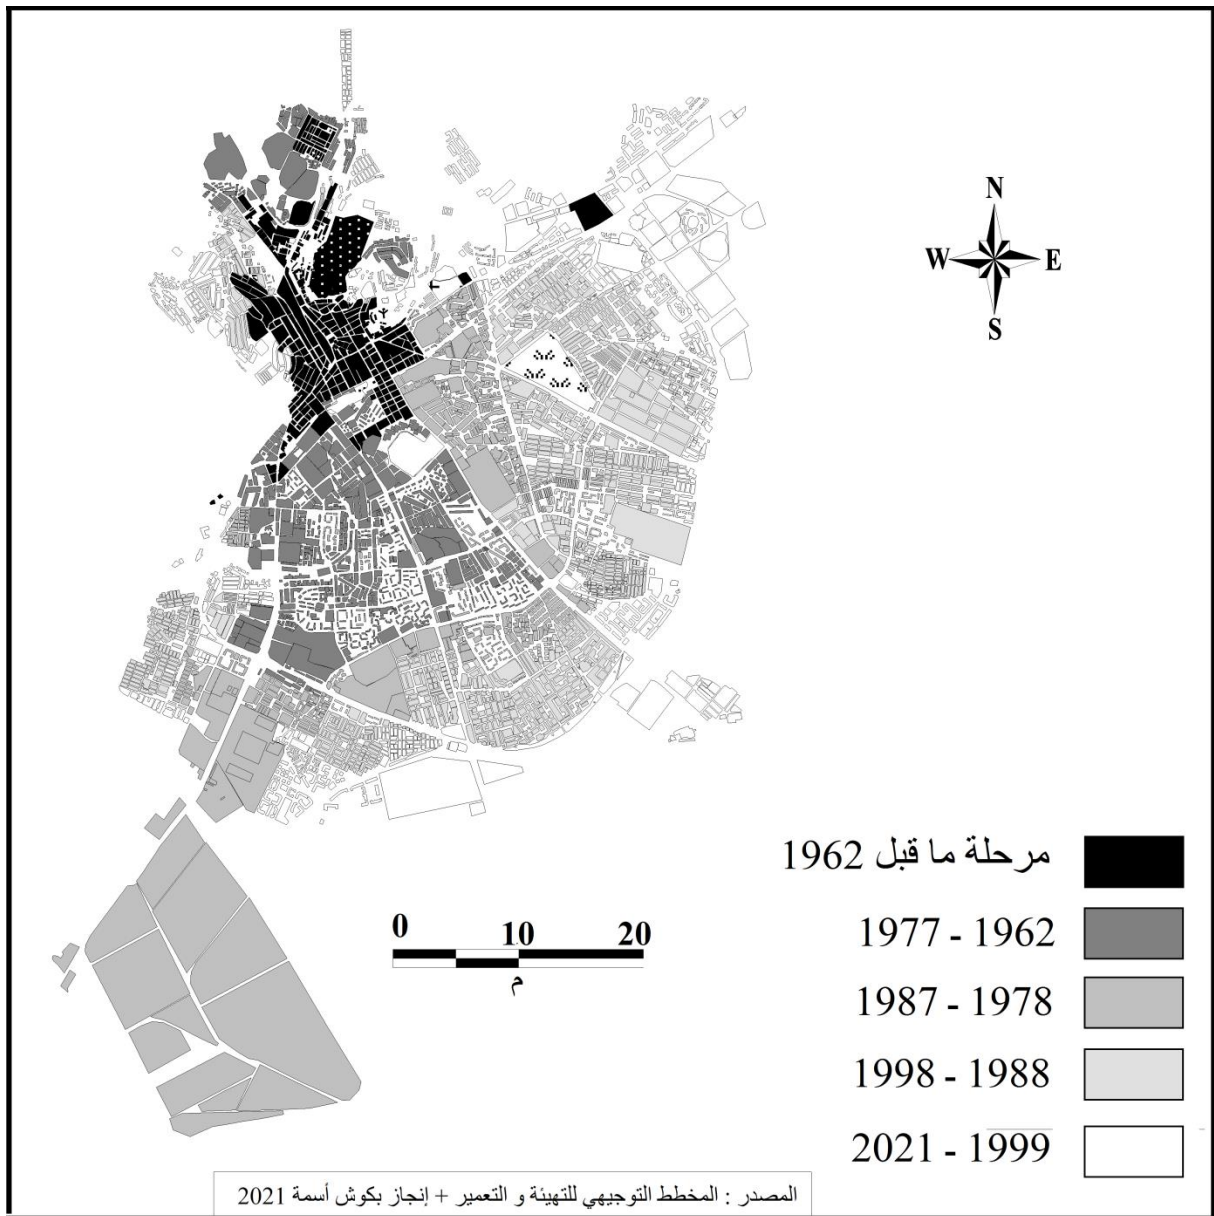 N
W E
S
مرحلة ما قبل 1962
1962 - 1977
1978 - 1987
1988 - 1998
1999 - 2021
0 10 20
م
المصدر : المخطط التوجيهي للتهيئة و التعمير + إنجاز بكوش أسمة 2021